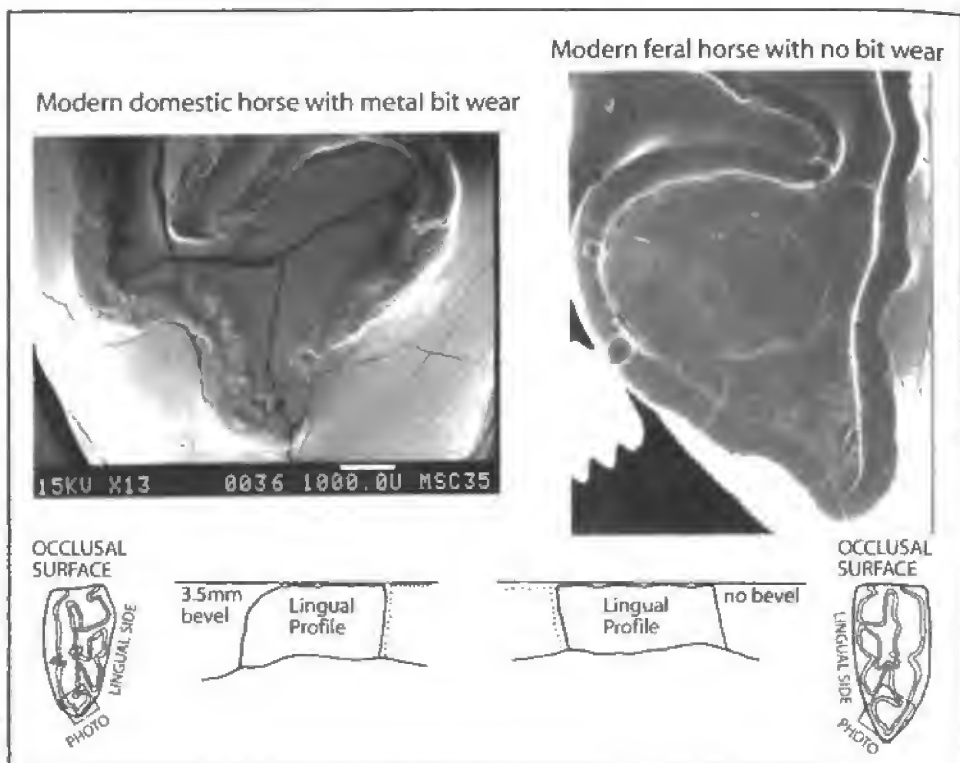 Modern feral horse with no bit wear
Modern domestic horse with metal bit wear
15KV X13 0036 1000.0U MSC35
OCCLUSAL
SURFACE
LINGUAL SIDE
PHOTO
3.5mm
bevel
Lingual
Profile
Lingual
Profile
no bevel
OCCLUSAL
SURFACE
LINGUAL SIDE
PHOTO